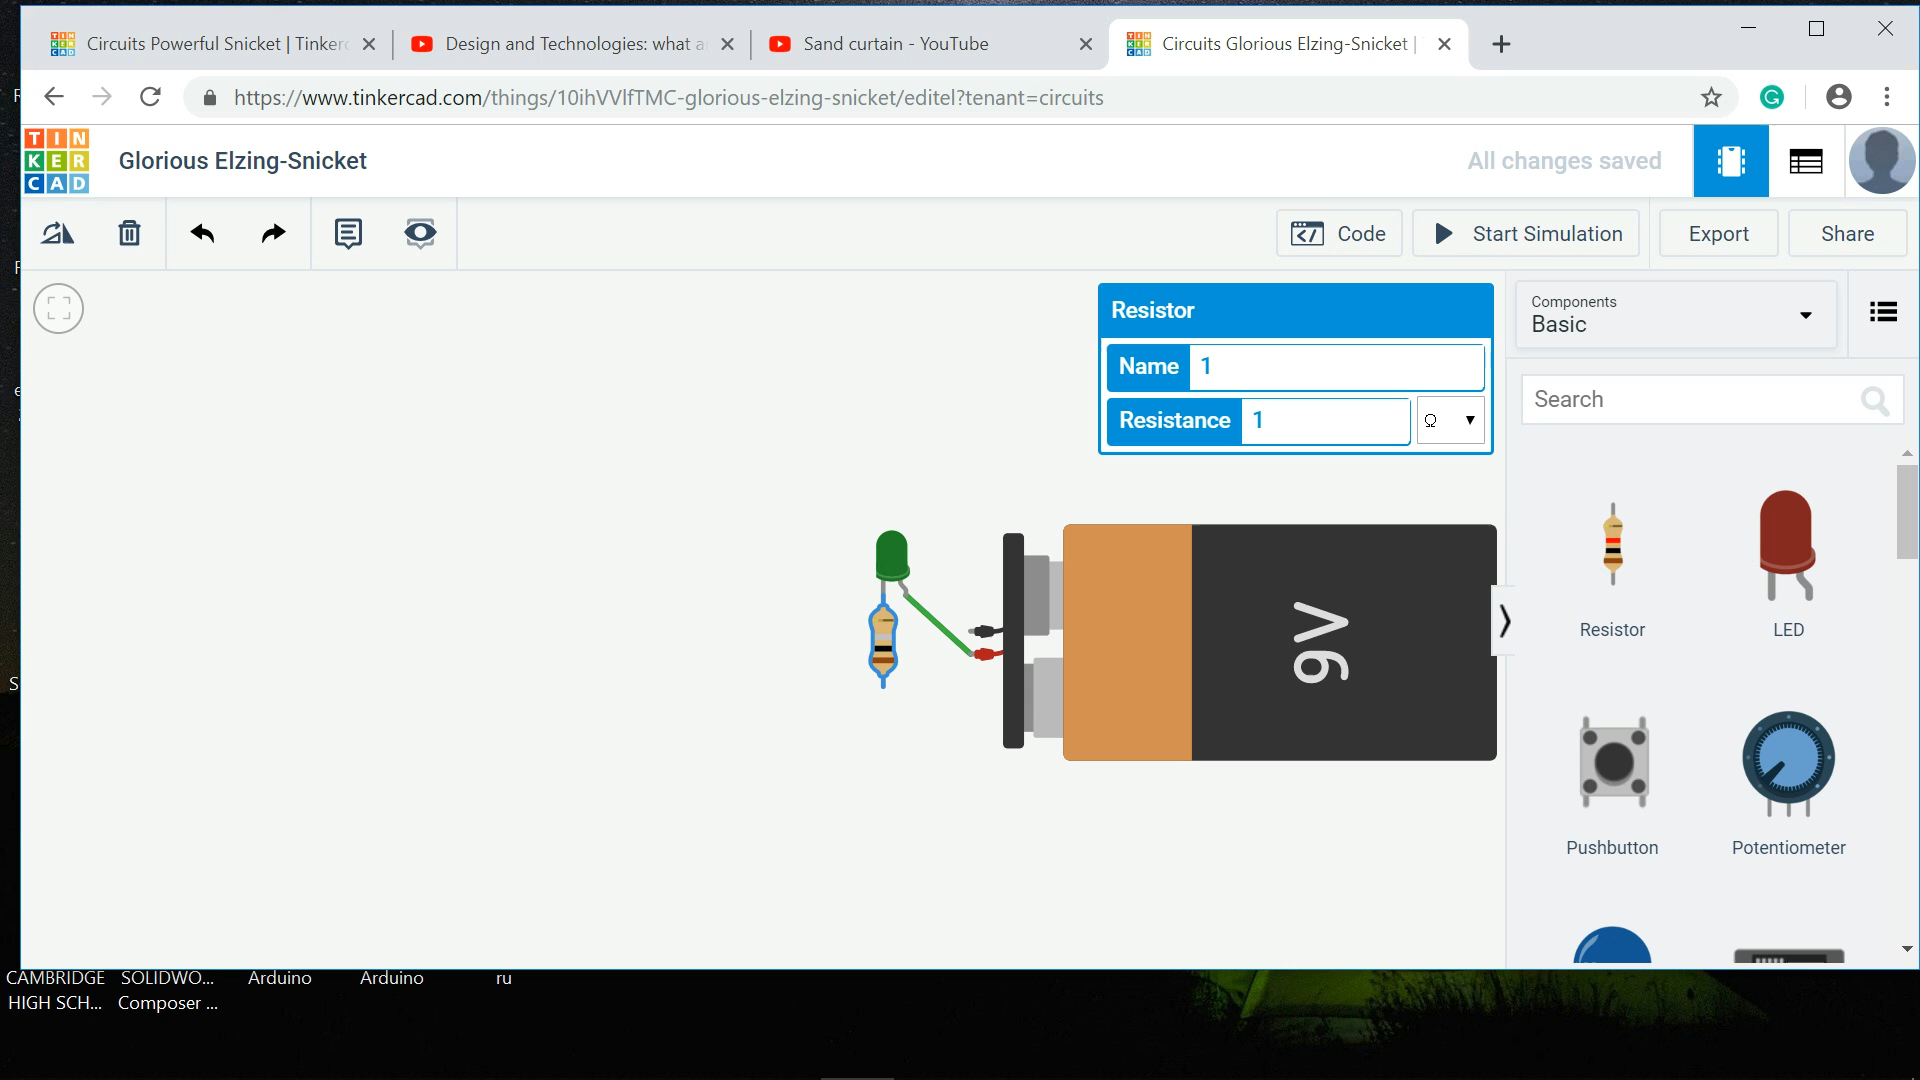 Circuits Powerful Snicket | Tinkerc
Design and Technologies: what a
Sand curtain - YouTube
Circuits Glorious Elzing-Snicket |
https://www.tinkercad.com/things/10ihVVlfTMC-glorious-elzing-snicket/editel?tenant=circuits
TIN
KER
CAD
Glorious Elzing-Snicket
All changes saved
Code
Start Simulation
Export
Share
Resistor
Name 1
Resistance 1 Ω
Components
Basic
Search
9V
Resistor
LED
Pushbutton
Potentiometer
CAMBRIDGE
HIGH SCH...
SOLIDWO...
Composer ...
Arduino
Arduino
ru